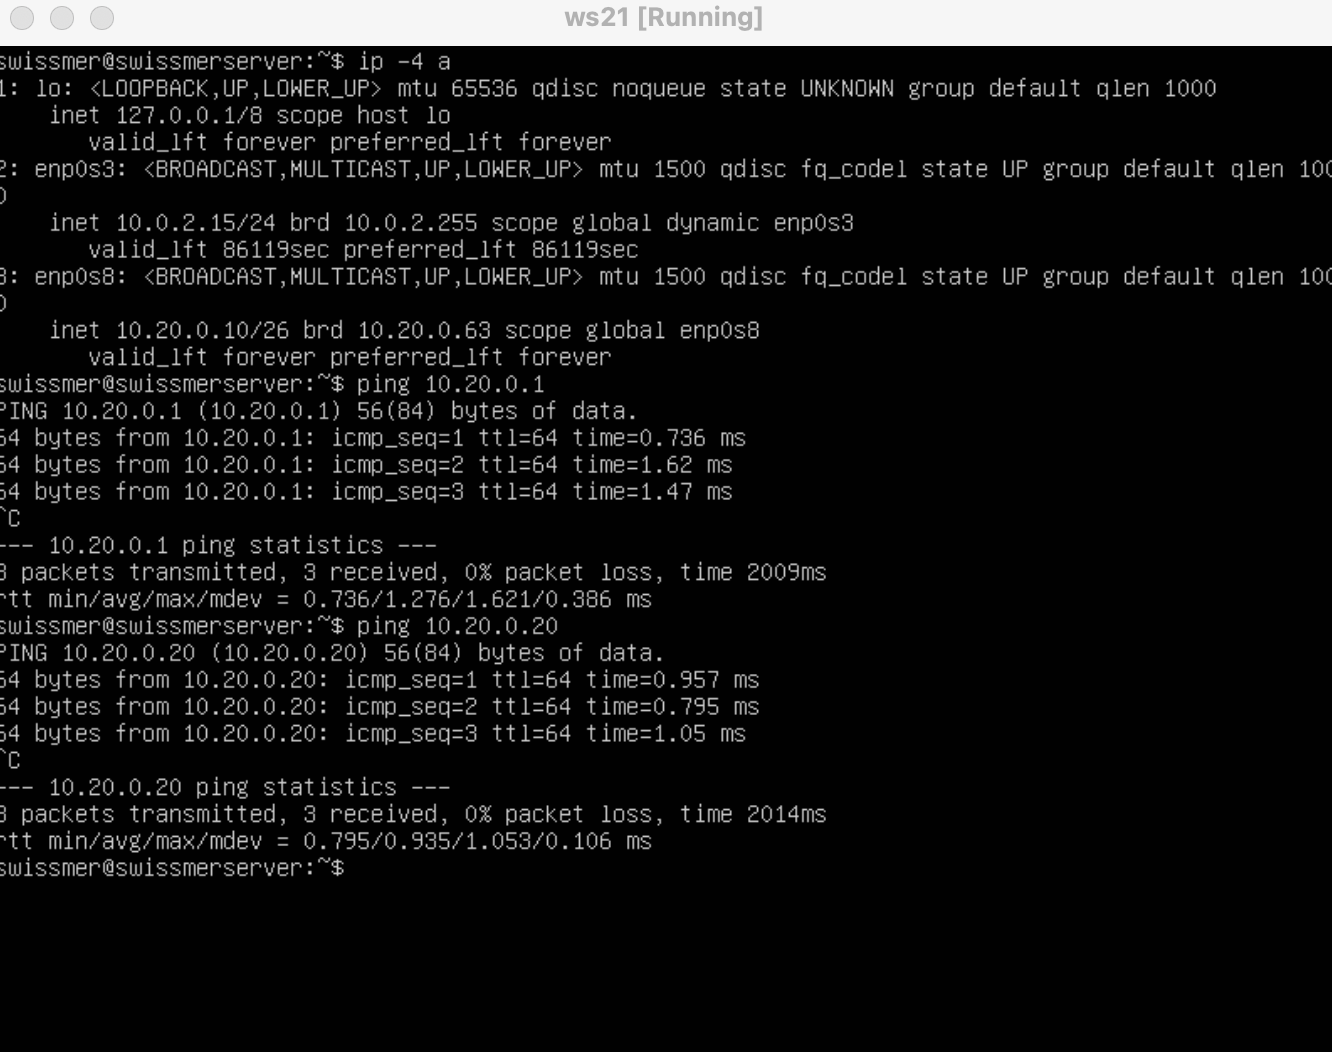 ws21 [Running]
swissmer@swissmerserver:~$ ip -4 a
1: lo: <LOOPBACK,UP,LOWER_UP> mtu 65536 qdisc noqueue state UNKNOWN group default qlen 1000
inet 127.0.0.1/8 scope host lo
valid_lft forever preferred_lft forever
2: enp0s3: <BROADCAST,MULTICAST,UP,LOWER_UP> mtu 1500 qdisc fq_codel state UP group default qlen 100
0
inet 10.0.2.15/24 brd 10.0.2.255 scope global dynamic enp0s3
valid_lft 86119sec preferred_lft 86119sec
3: enp0s8: <BROADCAST,MULTICAST,UP,LOWER_UP> mtu 1500 qdisc fq_codel state UP group default qlen 100
0
inet 10.20.0.10/26 brd 10.20.0.63 scope global enp0s8
valid_lft forever preferred_lft forever
swissmer@swissmerserver:~$ ping 10.20.0.1
PING 10.20.0.1 (10.20.0.1) 56(84) bytes of data.
64 bytes from 10.20.0.1: icmp_seq=1 ttl=64 time=0.736 ms
64 bytes from 10.20.0.1: icmp_seq=2 ttl=64 time=1.62 ms
64 bytes from 10.20.0.1: icmp_seq=3 ttl=64 time=1.47 ms
^C
--- 10.20.0.1 ping statistics ---
3 packets transmitted, 3 received, 0% packet loss, time 2009ms
rtt min/avg/max/mdev = 0.736/1.276/1.621/0.386 ms
swissmer@swissmerserver:~$ ping 10.20.0.20
PING 10.20.0.20 (10.20.0.20) 56(84) bytes of data.
64 bytes from 10.20.0.20: icmp_seq=1 ttl=64 time=0.957 ms
64 bytes from 10.20.0.20: icmp_seq=2 ttl=64 time=0.795 ms
64 bytes from 10.20.0.20: icmp_seq=3 ttl=64 time=1.05 ms
^C
--- 10.20.0.20 ping statistics ---
3 packets transmitted, 3 received, 0% packet loss, time 2014ms
rtt min/avg/max/mdev = 0.795/0.935/1.053/0.106 ms
swissmer@swissmerserver:~$